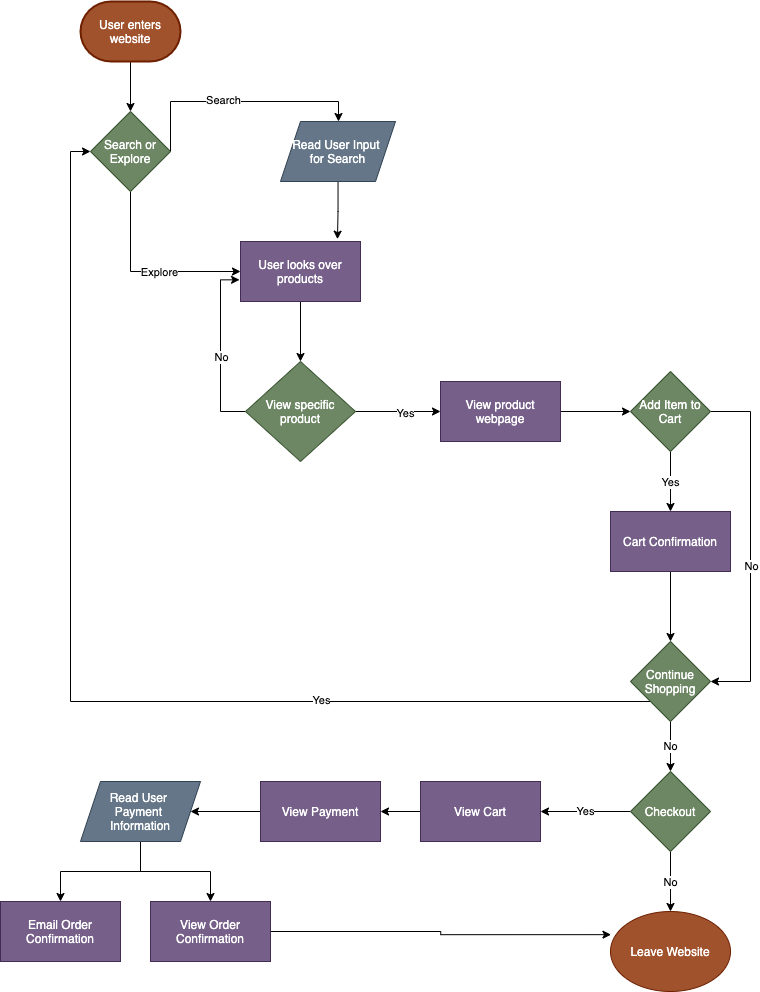 User enters
website
Search
Search or
Explore
Read User Input
for Search
Explore
User looks over
products
No
View specific
product
Yes
View product
webpage
Add Item to
Cart
Yes
Cart Confirmation
No
Continue
Shopping
Yes
No
Read User
Payment
Information
View Payment
View Cart
Yes
Checkout
No
Email Order
Confirmation
View Order
Confirmation
Leave Website